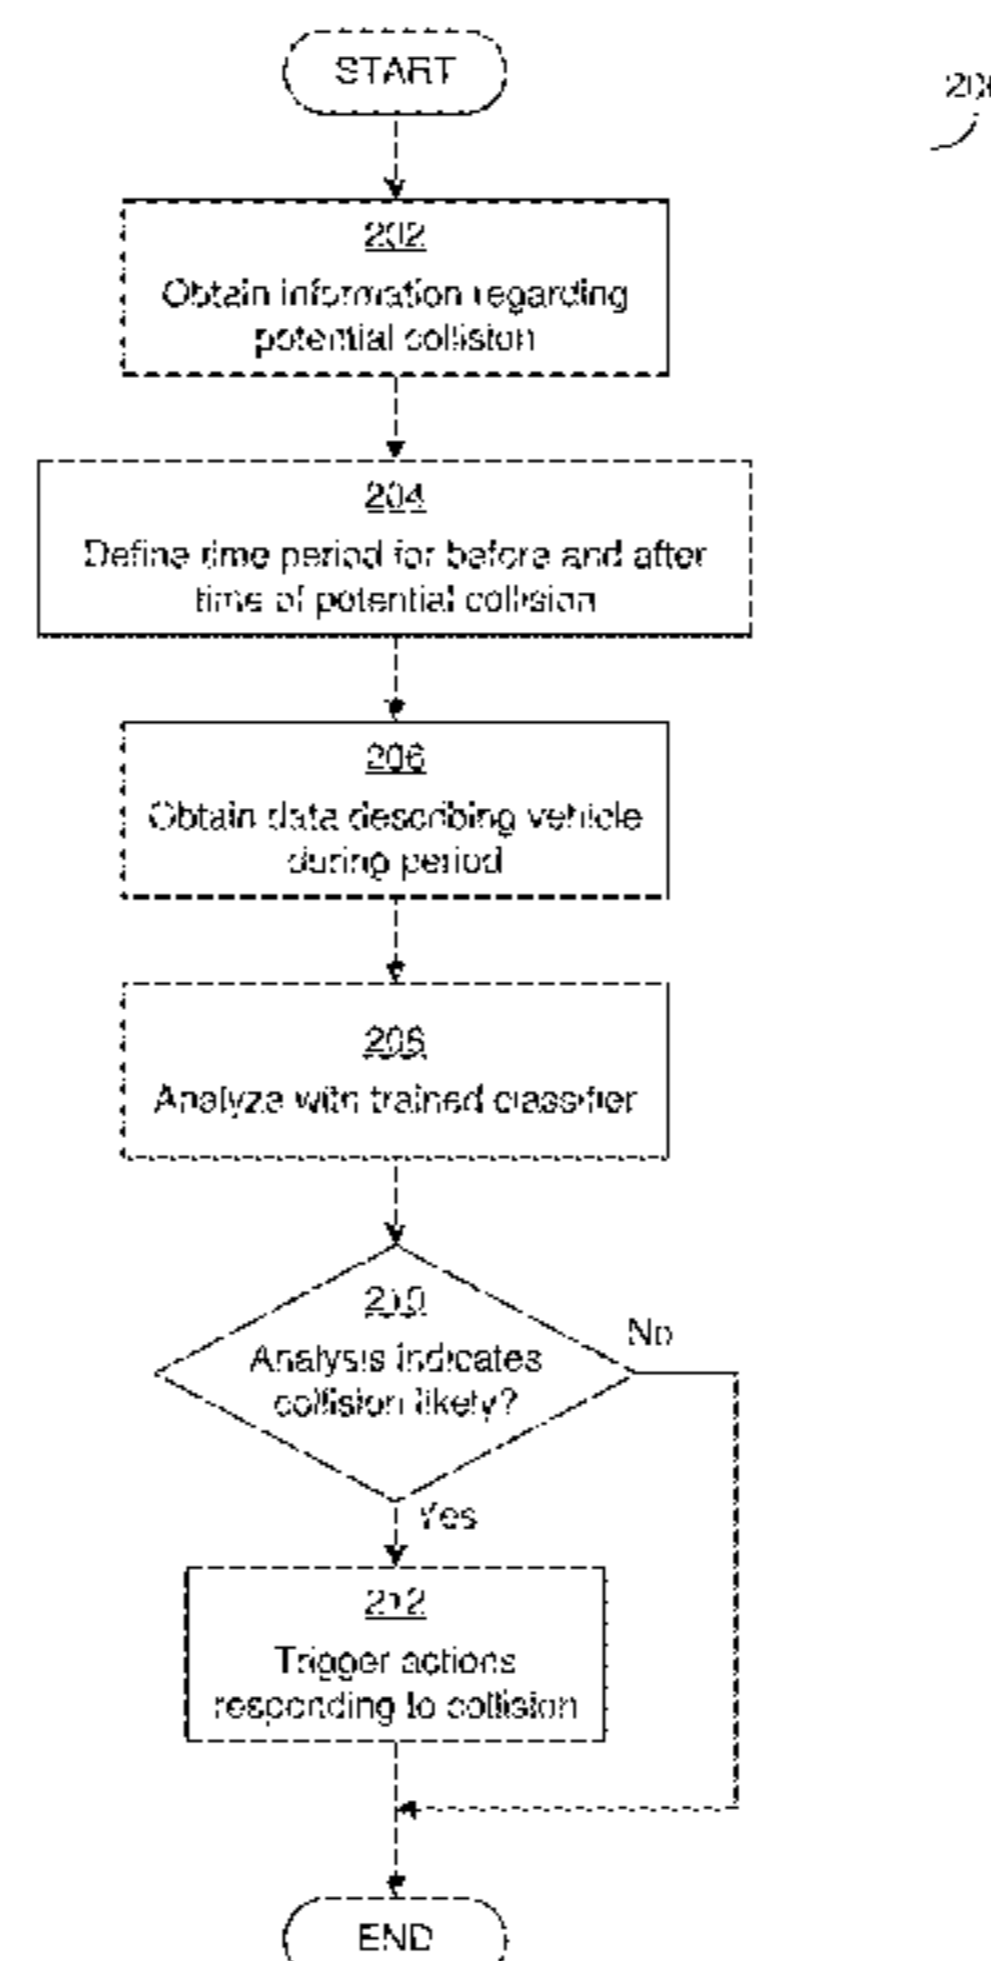 START
202
Obtain information regarding
potential collision
204
Define time period for before and after
time of potential collision
206
Obtain data describing vehicle
during period
208
Analyze with trained classifier
210
Analysis indicates
collision likely?
No
Yes
212
Trigger actions
responding to collision
END